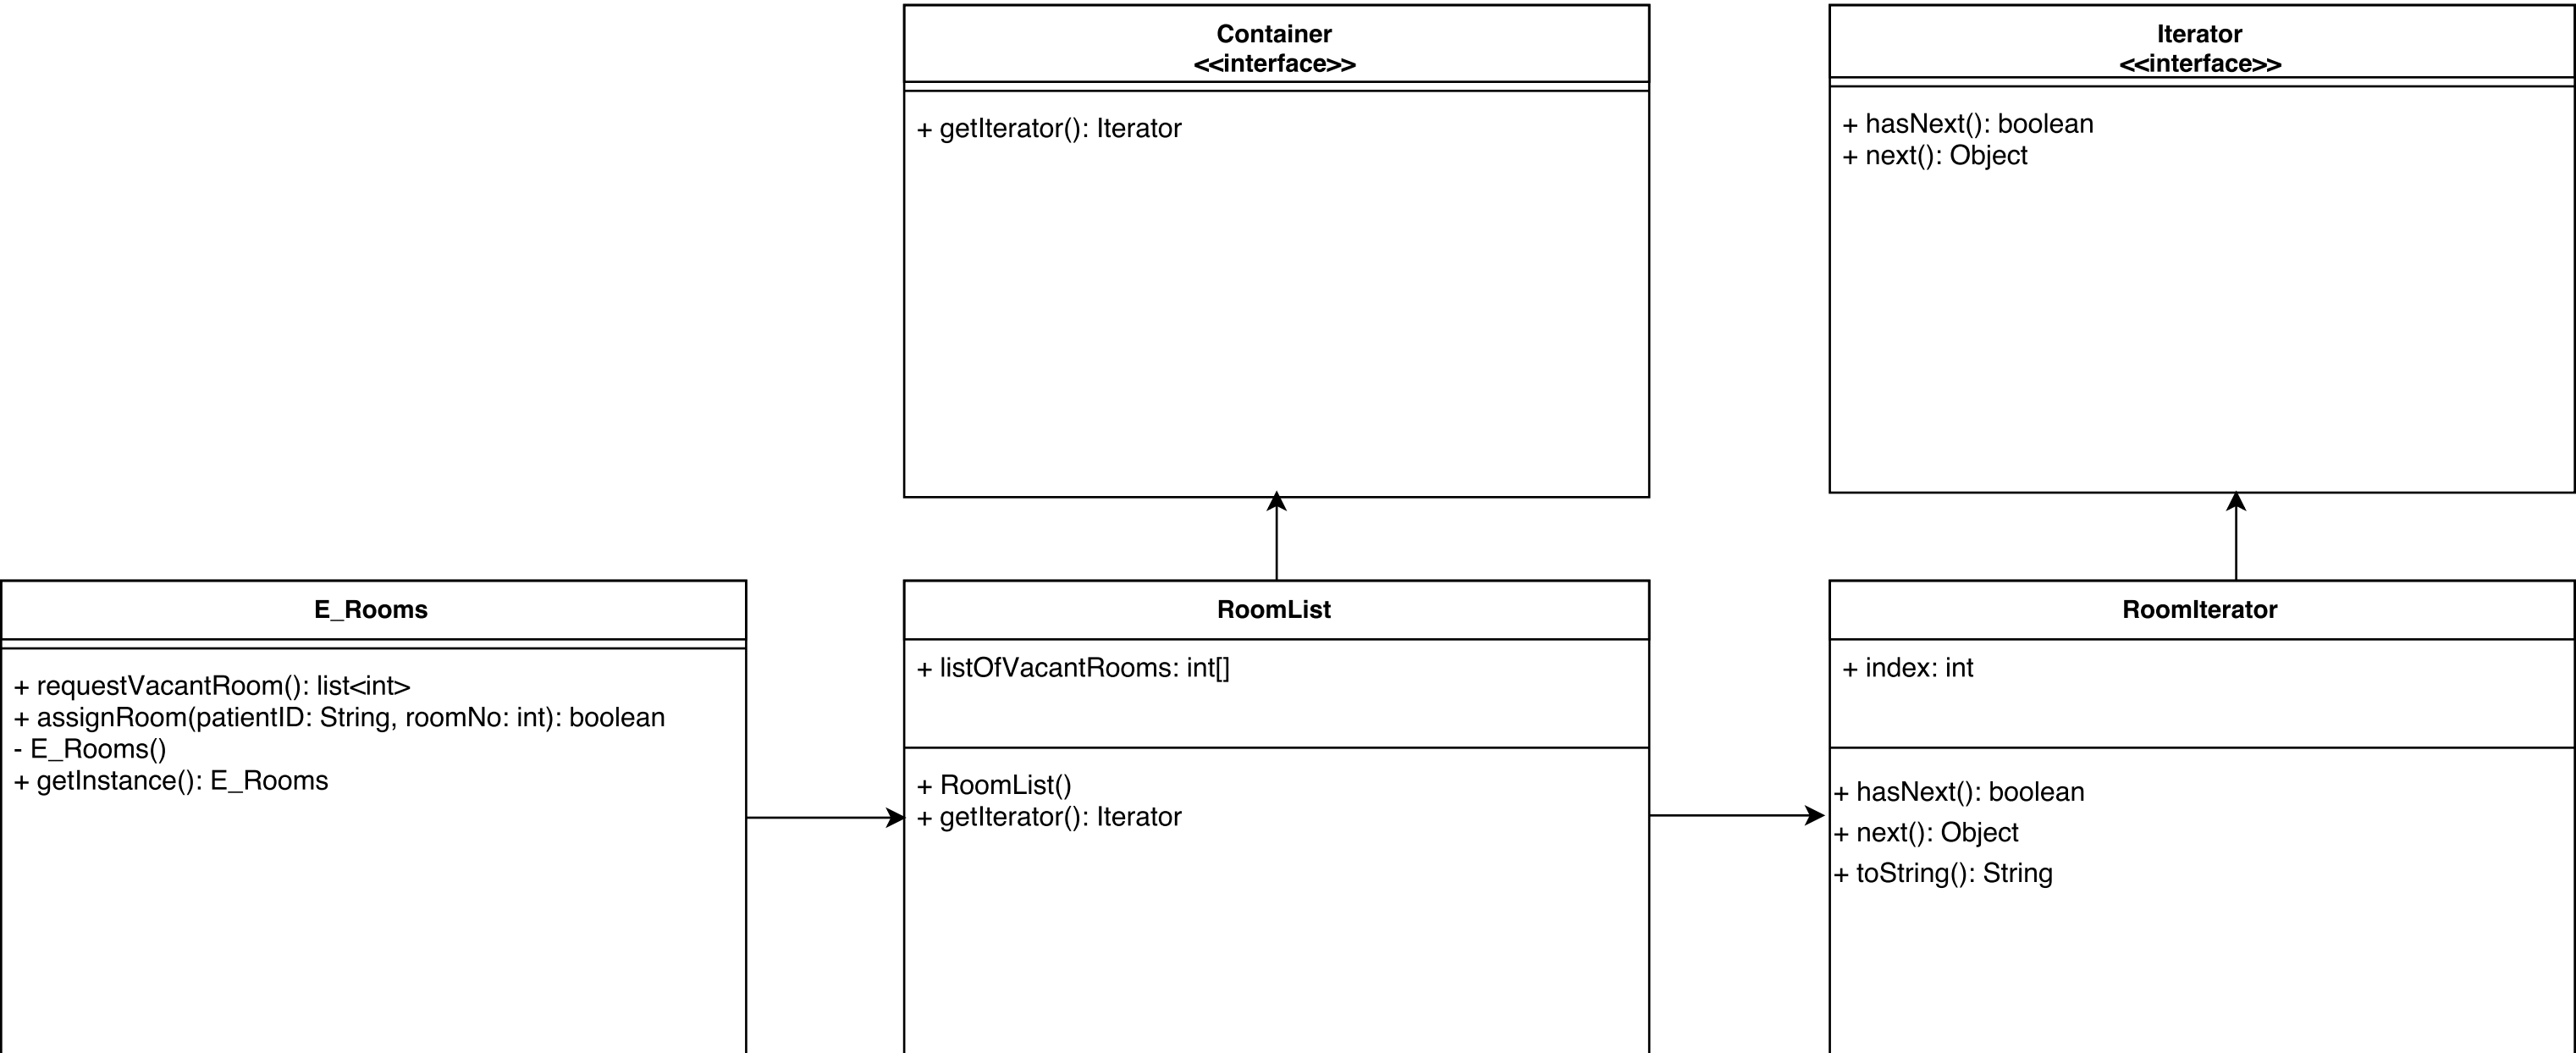 Container
<<interface>>
+ getIterator(): Iterator
Iterator
<<interface>>
+ hasNext(): boolean
+ next(): Object
E_Rooms
+ requestVacantRoom(): list<int>
+ assignRoom(patientID: String, roomNo: int): boolean
- E_Rooms()
+ getInstance(): E_Rooms
RoomList
+ listOfVacantRooms: int[]
+ RoomList()
+ getIterator(): Iterator
RoomIterator
+ index: int
+ hasNext(): boolean
+ next(): Object
+ toString(): String